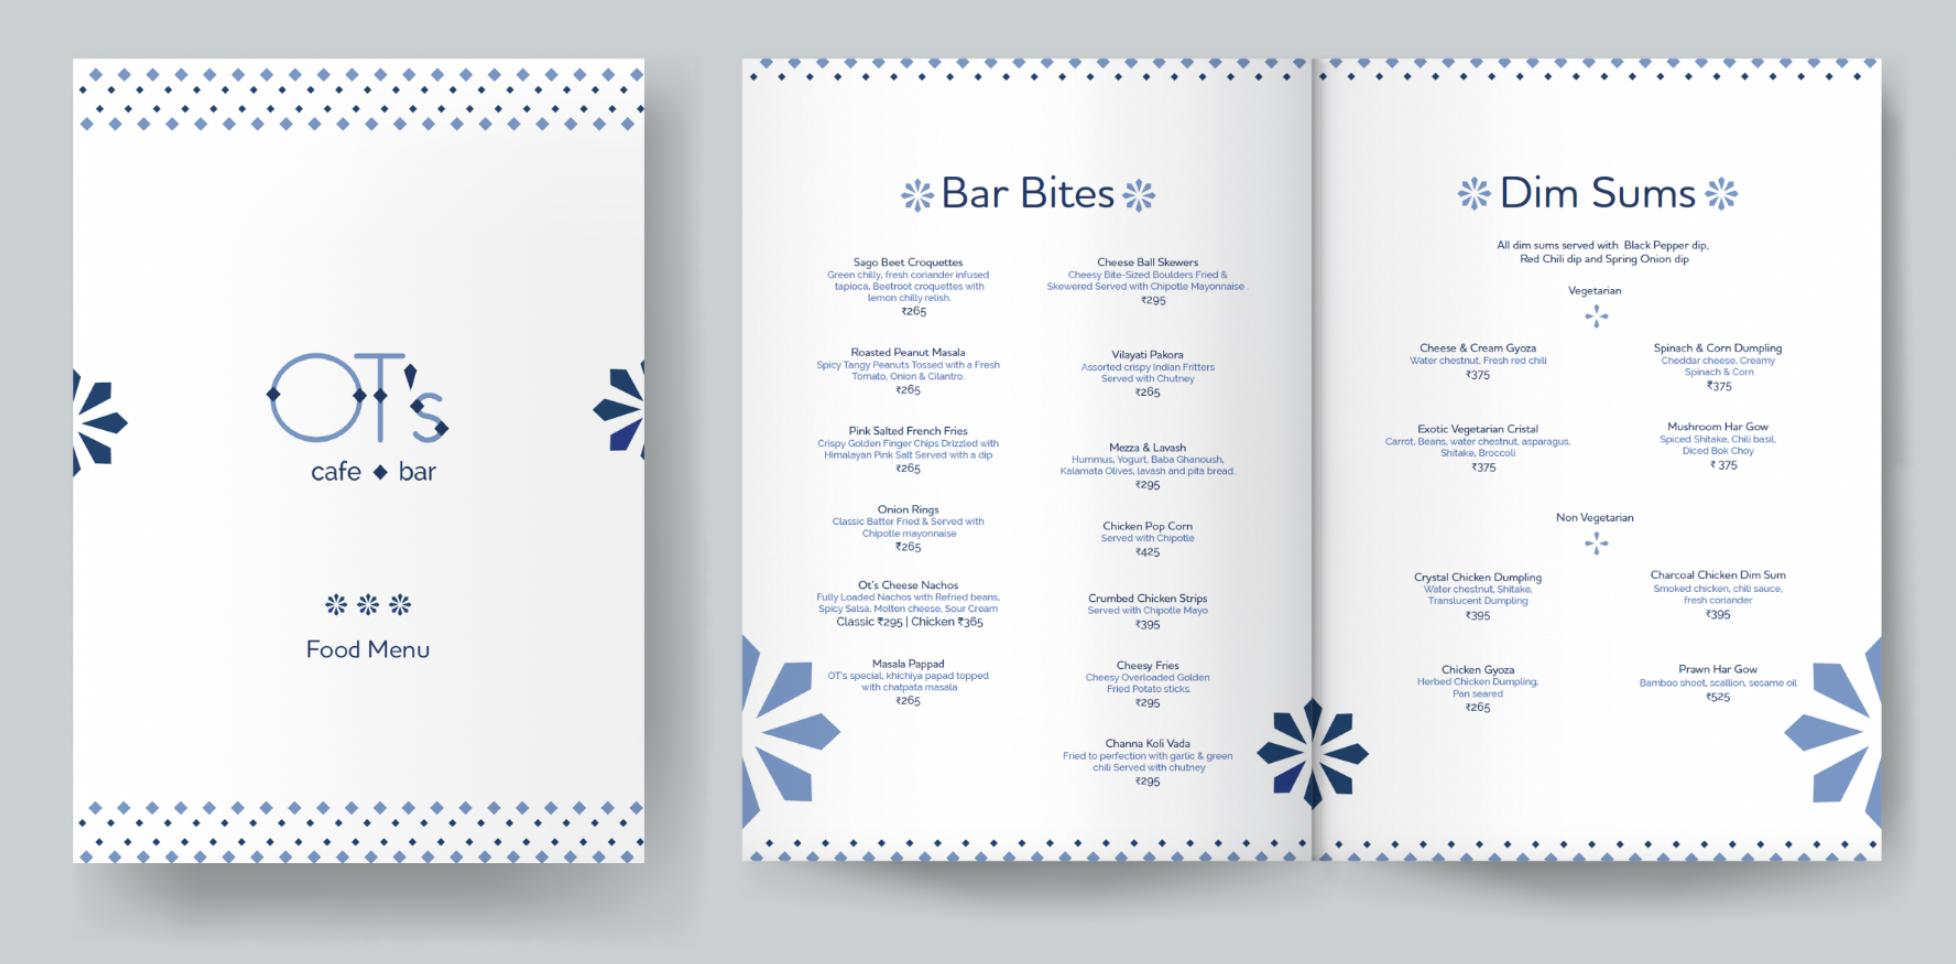 OT's
cafe ◆ bar
Food Menu
Bar Bites
Sago Beet Croquettes
Green chilly, fresh coriander infused
tapioca, Beetroot croquettes with
lemon chilly relish.
₹265
Roasted Peanut Masala
Spicy Tangy Peanuts Tossed with a Fresh
Tomato, Onion & Cilantro.
₹265
Pink Salted French Fries
Crispy Golden Finger Chips Drizzled with
Himalayan Pink Salt Served with a dip
₹265
Onion Rings
Classic Batter Fried & Served with
Chipotle mayonnaise
₹265
Ot's Cheese Nachos
Fully Loaded Nachos with Refried beans,
Spicy Salsa, Molten cheese, Sour Cream
Classic ₹295 | Chicken ₹365
Masala Pappad
OT's special, khichiya papad topped
with chatpata masala
₹265
Cheese Ball Skewers
Cheesy Bite-Sized Boulders Fried &
Skewered Served with Chipotle Mayonnaise .
₹295
Vilayati Pakora
Assorted crispy Indian Fritters
Served with Chutney
₹265
Mezza & Lavash
Hummus, Yogurt, Baba Ghanoush,
Kalamata Olives, lavash and pita bread.
₹295
Chicken Pop Corn
Served with Chipotle
₹425
Crumbed Chicken Strips
Served with Chipotle Mayo
₹395
Cheesy Fries
Cheesy Overloaded Golden
Fried Potato sticks.
₹295
Channa Koli Vada
Fried to perfection with garlic & green
chili Served with chutney
₹295
Dim Sums
All dim sums served with Black Pepper dip,
Red Chili dip and Spring Onion dip
Vegetarian
Cheese & Cream Gyoza
Water chestnut, Fresh red chili
₹375
Spinach & Corn Dumpling
Cheddar cheese, Creamy
Spinach & Corn
₹375
Exotic Vegetarian Cristal
Carrot, Beans, water chestnut, asparagus,
Shitake, Broccoli
₹375
Mushroom Har Gow
Spiced Shitake, Chili basil,
Diced Bok Choy
₹ 375
Non Vegetarian
Crystal Chicken Dumpling
Water chestnut, Shitake,
Translucent Dumpling
₹395
Charcoal Chicken Dim Sum
Smoked chicken, chili sauce,
fresh coriander
₹395
Chicken Gyoza
Herbed Chicken Dumpling,
Pan seared
₹265
Prawn Har Gow
Bamboo shoot, scallion, sesame oil
₹525